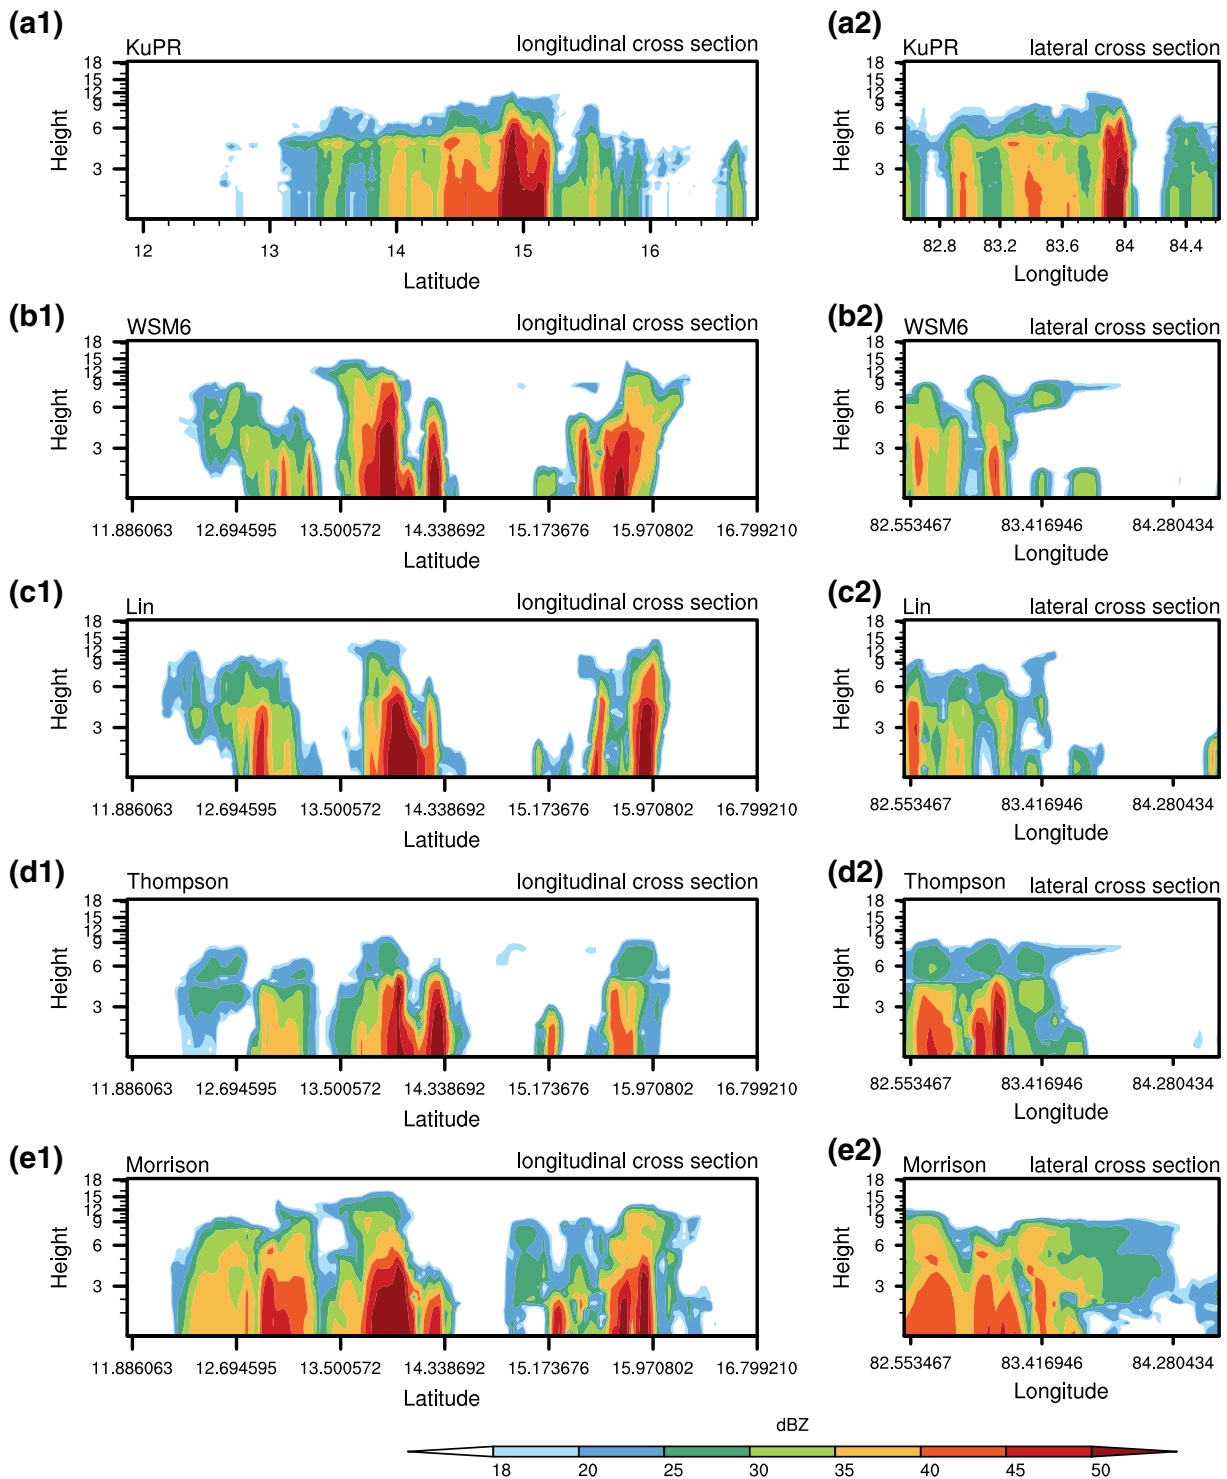 (a1) (a2)
KuPR longitudinal cross section KuPR lateral cross section
18 18
15 15
12 12
9 9
6 6
3 3
Height
12 13 14 15 16 82.8 83.2 83.6 84 84.4
Latitude Longitude
(b1) (b2)
WSM6 longitudinal cross section WSM6 lateral cross section
18 18
15 15
12 12
9 9
6 6
3 3
Height Height
11.886063 12.694595 13.500572 14.338692 15.173676 15.970802 16.799210 82.553467 83.416946 84.280434
Latitude Longitude
(c1) (c2)
Lin longitudinal cross section Lin lateral cross section
18 18
15 15
12 12
9 9
6 6
3 3
Height Height
11.886063 12.694595 13.500572 14.338692 15.173676 15.970802 16.799210 82.553467 83.416946 84.280434
Latitude Longitude
(d1) (d2)
Thompson longitudinal cross section Thompson lateral cross section
18 18
15 15
12 12
9 9
6 6
3 3
Height Height
11.886063 12.694595 13.500572 14.338692 15.173676 15.970802 16.799210 82.553467 83.416946 84.280434
Latitude Longitude
(e1) (e2)
Morrison longitudinal cross section Morrison lateral cross section
18 18
15 15
12 12
9 9
6 6
3 3
Height Height
11.886063 12.694595 13.500572 14.338692 15.173676 15.970802 16.799210 82.553467 83.416946 84.280434
Latitude Longitude
dBZ
18 20 25 30 35 40 45 50